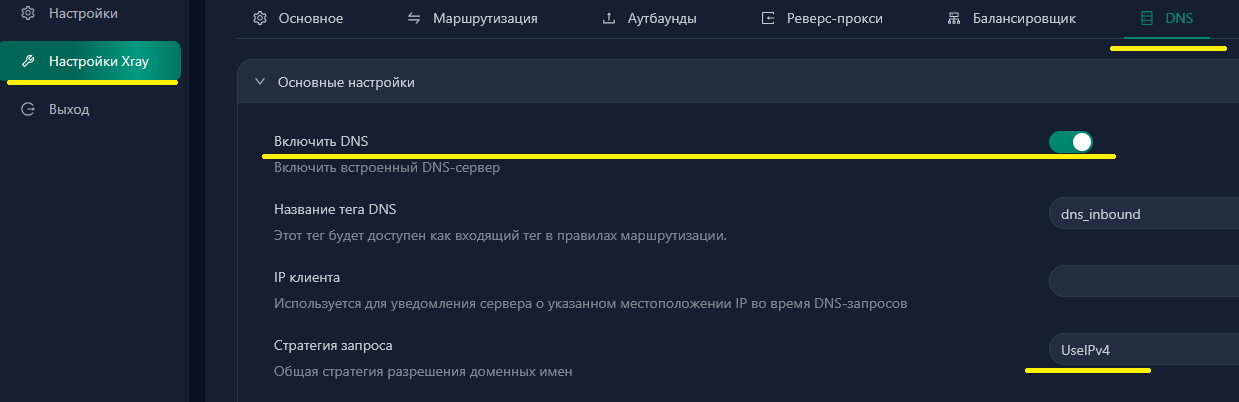 Настройки
Настройки Xray
Выход
Основное
Маршрутизация
Аутбаунды
Реверс-прокси
Балансировщик
DNS
Основные настройки
Включить DNS
Включить встроенный DNS-сервер
Название тега DNS
dns_inbound
Этот тег будет доступен как входящий тег в правилах маршрутизации.
IP клиента
Используется для уведомления сервера о указанном местоположении IP во время DNS-запросов
Стратегия запроса
UseIPv4
Общая стратегия разрешения доменных имен